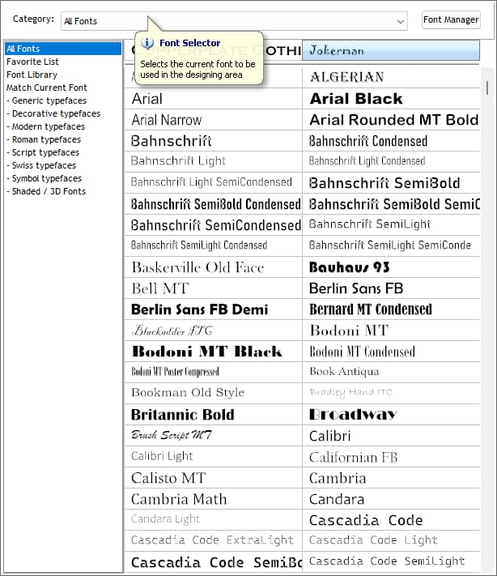 Category: All Fonts Font Manager
Font Selector
Selects the current font to be
used in the designing area
All Fonts
Favorite List
Font Library
Match Current Font
- Generic typefaces
- Decorative typefaces
- Modern typefaces
- Roman typefaces
- Script typefaces
- Swiss typefaces
- Symbol typefaces
- Shaded / 3D Fonts
Jokerman
ALGERIAN
Arial Arial Black
Arial Narrow Arial Rounded MT Bold
Bahnschrift Bahnschrift Condensed
Bahnschrift Light Bahnschrift Light Condensed
Bahnschrift Light SemiCondensed Bahnschrift SemiBold
Bahnschrift SemiBold Condensed Bahnschrift SemiBold SemiC
Bahnschrift SemiCondensed Bahnschrift SemiLight
Bahnschrift SemiLight Condensed Bahnschrift SemiLight SemiConde
Baskerville Old Face Bauhaus 93
Bell MT Berlin Sans FB
Berlin Sans FB Demi Bernard MT Condensed
Blackadder ITC Bodoni MT
Bodoni MT Black Bodoni MT Condensed
Bodoni MT Poster Compressed Book Antiqua
Bookman Old Style Bradley Hand ITC
Britannic Bold Broadway
Brush Script MT Calibri
Calibri Light Californian FB
Calisto MT Cambria
Cambria Math Candara
Candara Light Cascadia Code
Cascadia Code ExtraLight Cascadia Code Light
Cascadia Code SemiBo Cascadia Code SemiLight